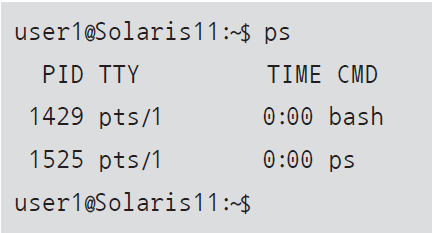 user1@Solaris11:~$ ps
PID TTY TIME CMD
1429 pts/1 0:00 bash
1525 pts/1 0:00 ps
user1@Solaris11:~$